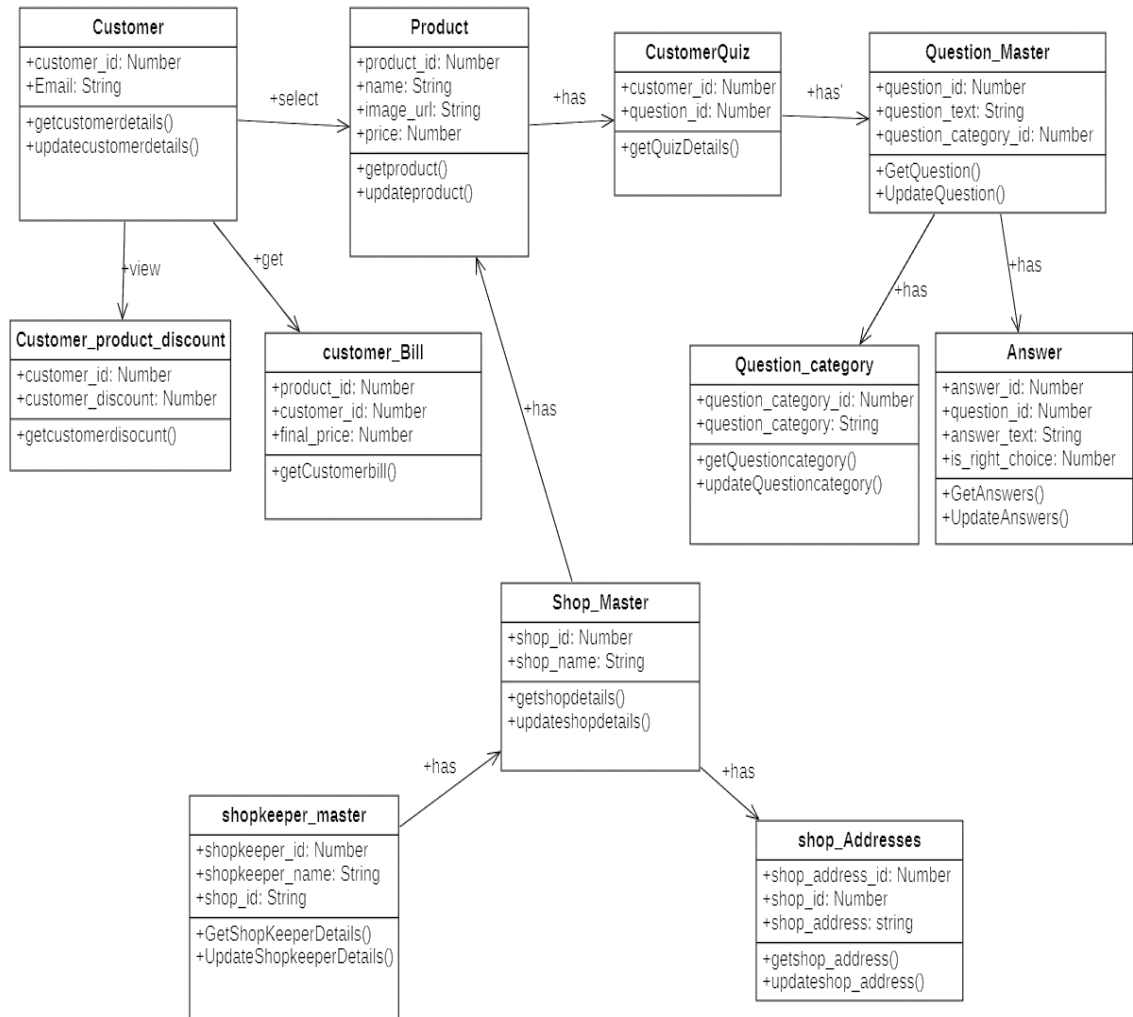 Customer
+customer_id: Number
+Email: String
+getcustomerdetails()
+updatecustomerdetails()
+select
Product
+product_id: Number
+name: String
+image_url: String
+price: Number
+getproduct()
+updateproduct()
+has
CustomerQuiz
+customer_id: Number
+question_id: Number
+getQuizDetails()
+has'
Question_Master
+question_id: Number
+question_text: String
+question_category_id: Number
+GetQuestion()
+UpdateQuestion()
+view
+get
+has
+has
Customer_product_discount
+customer_id: Number
+customer_discount: Number
+getcustomerdisocunt()
customer_Bill
+product_id: Number
+customer_id: Number
+final_price: Number
+getCustomerbill()
+has
Question_category
+question_category_id: Number
+question_category: String
+getQuestioncategory()
+updateQuestioncategory()
Answer
+answer_id: Number
+question_id: Number
+answer_text: String
+is_right_choice: Number
+GetAnswers()
+UpdateAnswers()
Shop_Master
+shop_id: Number
+shop_name: String
+getshopdetails()
+updateshopdetails()
+has
+has
shopkeeper_master
+shopkeeper_id: Number
+shopkeeper_name: String
+shop_id: String
+GetShopKeeperDetails()
+UpdateShopkeeperDetails()
shop_Addresses
+shop_address_id: Number
+shop_id: Number
+shop_address: string
+getshop_address()
+updateshop_address()